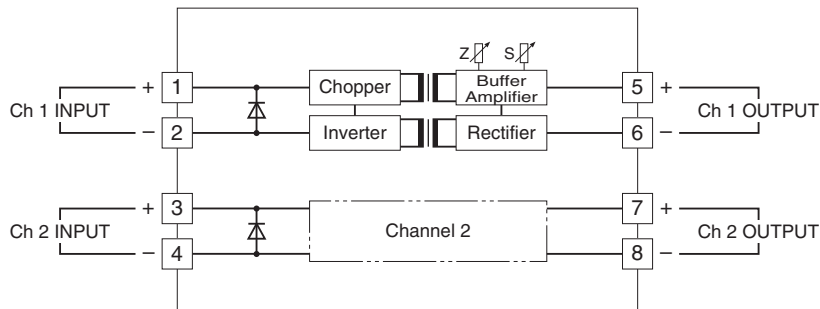 Z S
+ 1 Chopper Buffer Amplifier 5 +
Ch 1 INPUT Ch 1 OUTPUT
− 2 Inverter Rectifier 6 −
+ 3 7 +
Ch 2 INPUT Channel 2 Ch 2 OUTPUT
− 4 8 −